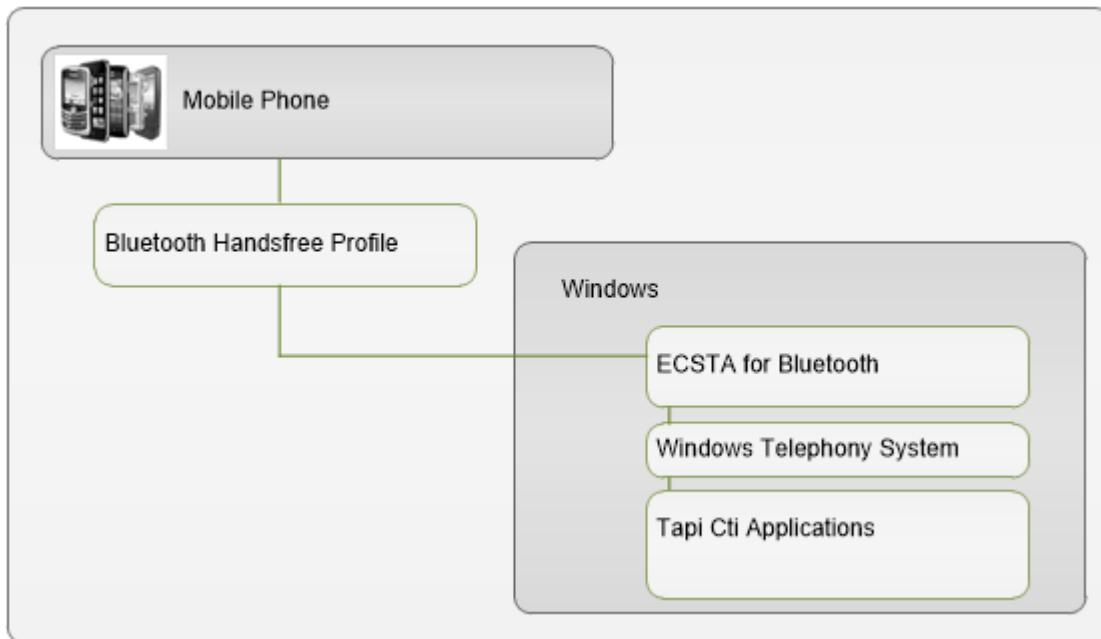 Mobile Phone
Bluetooth Handsfree Profile
Windows
ECSTA for Bluetooth
Windows Telephony System
Tapi Cti Applications